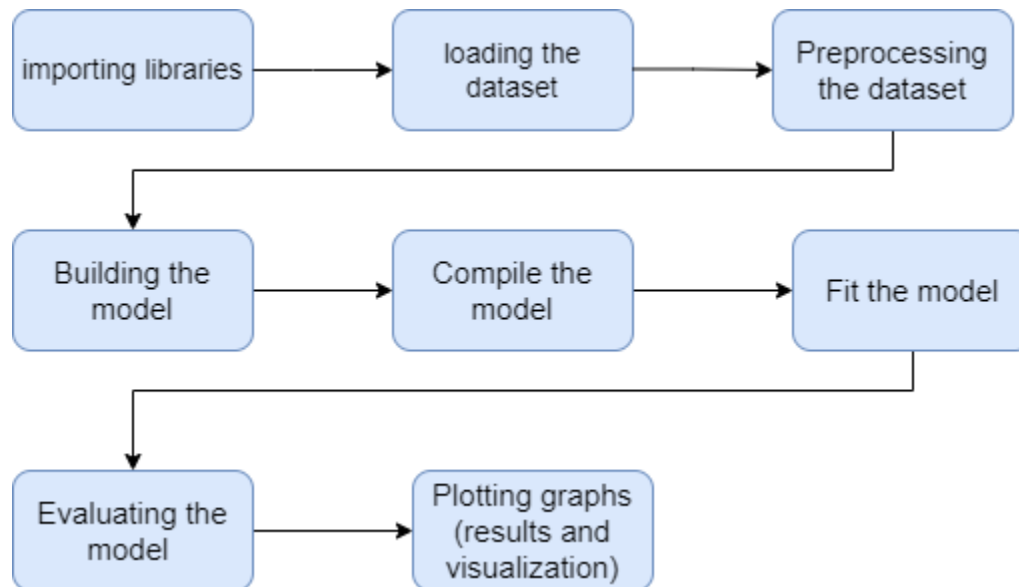 importing libraries
loading the
dataset
Preprocessing
the dataset
Building the
model
Compile the
model
Fit the model
Evaluating the
model
Plotting graphs
(results and
visualization)